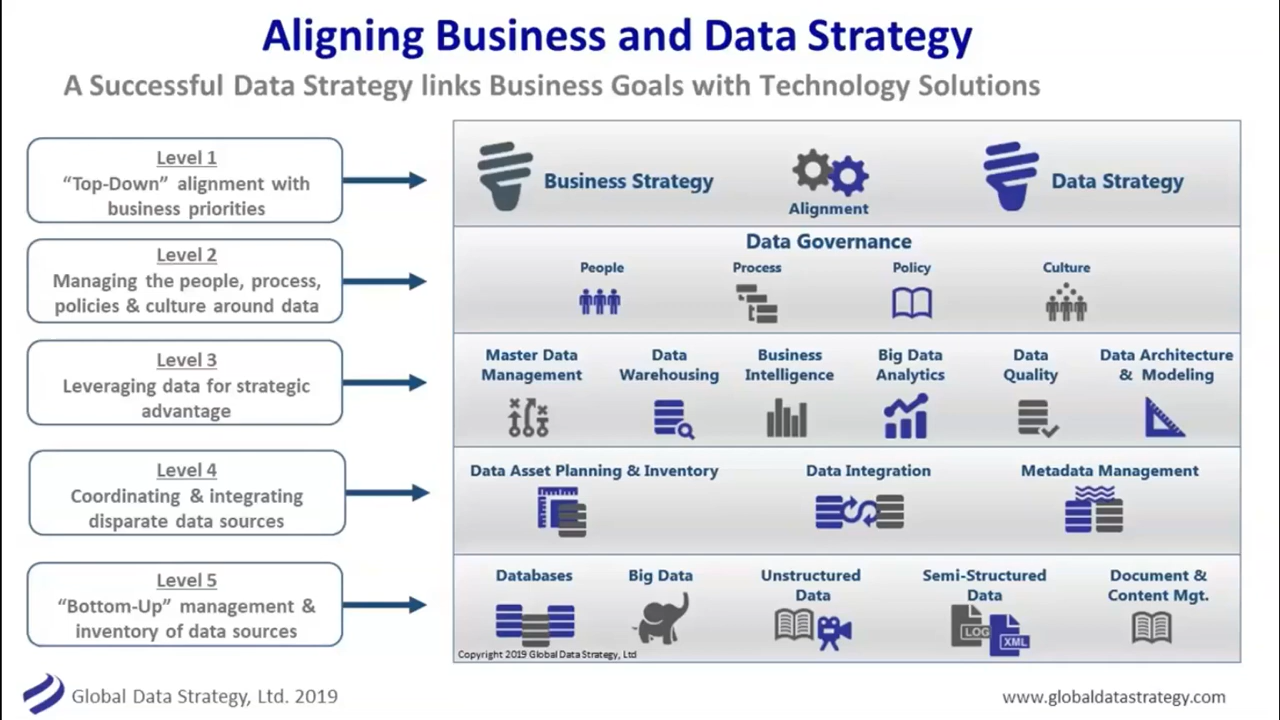 Aligning Business and Data Strategy
A Successful Data Strategy links Business Goals with Technology Solutions
Level 1
“Top-Down” alignment with
business priorities
Business Strategy
Alignment
Data Strategy
Level 2
Managing the people, process,
policies & culture around data
Data Governance
People
Process
Policy
Culture
Level 3
Leveraging data for strategic
advantage
Master Data
Management
Data
Warehousing
Business
Intelligence
Big Data
Analytics
Data
Quality
Data Architecture
& Modeling
Level 4
Coordinating & integrating
disparate data sources
Data Asset Planning & Inventory
Data Integration
Metadata Management
Level 5
“Bottom-Up” management &
inventory of data sources
Databases
Big Data
Unstructured
Data
Semi-Structured
Data
LOG
XML
Document &
Content Mgt.
Copyright 2019 Global Data Strategy, Ltd
Global Data Strategy, Ltd. 2019
www.globaldatastrategy.com